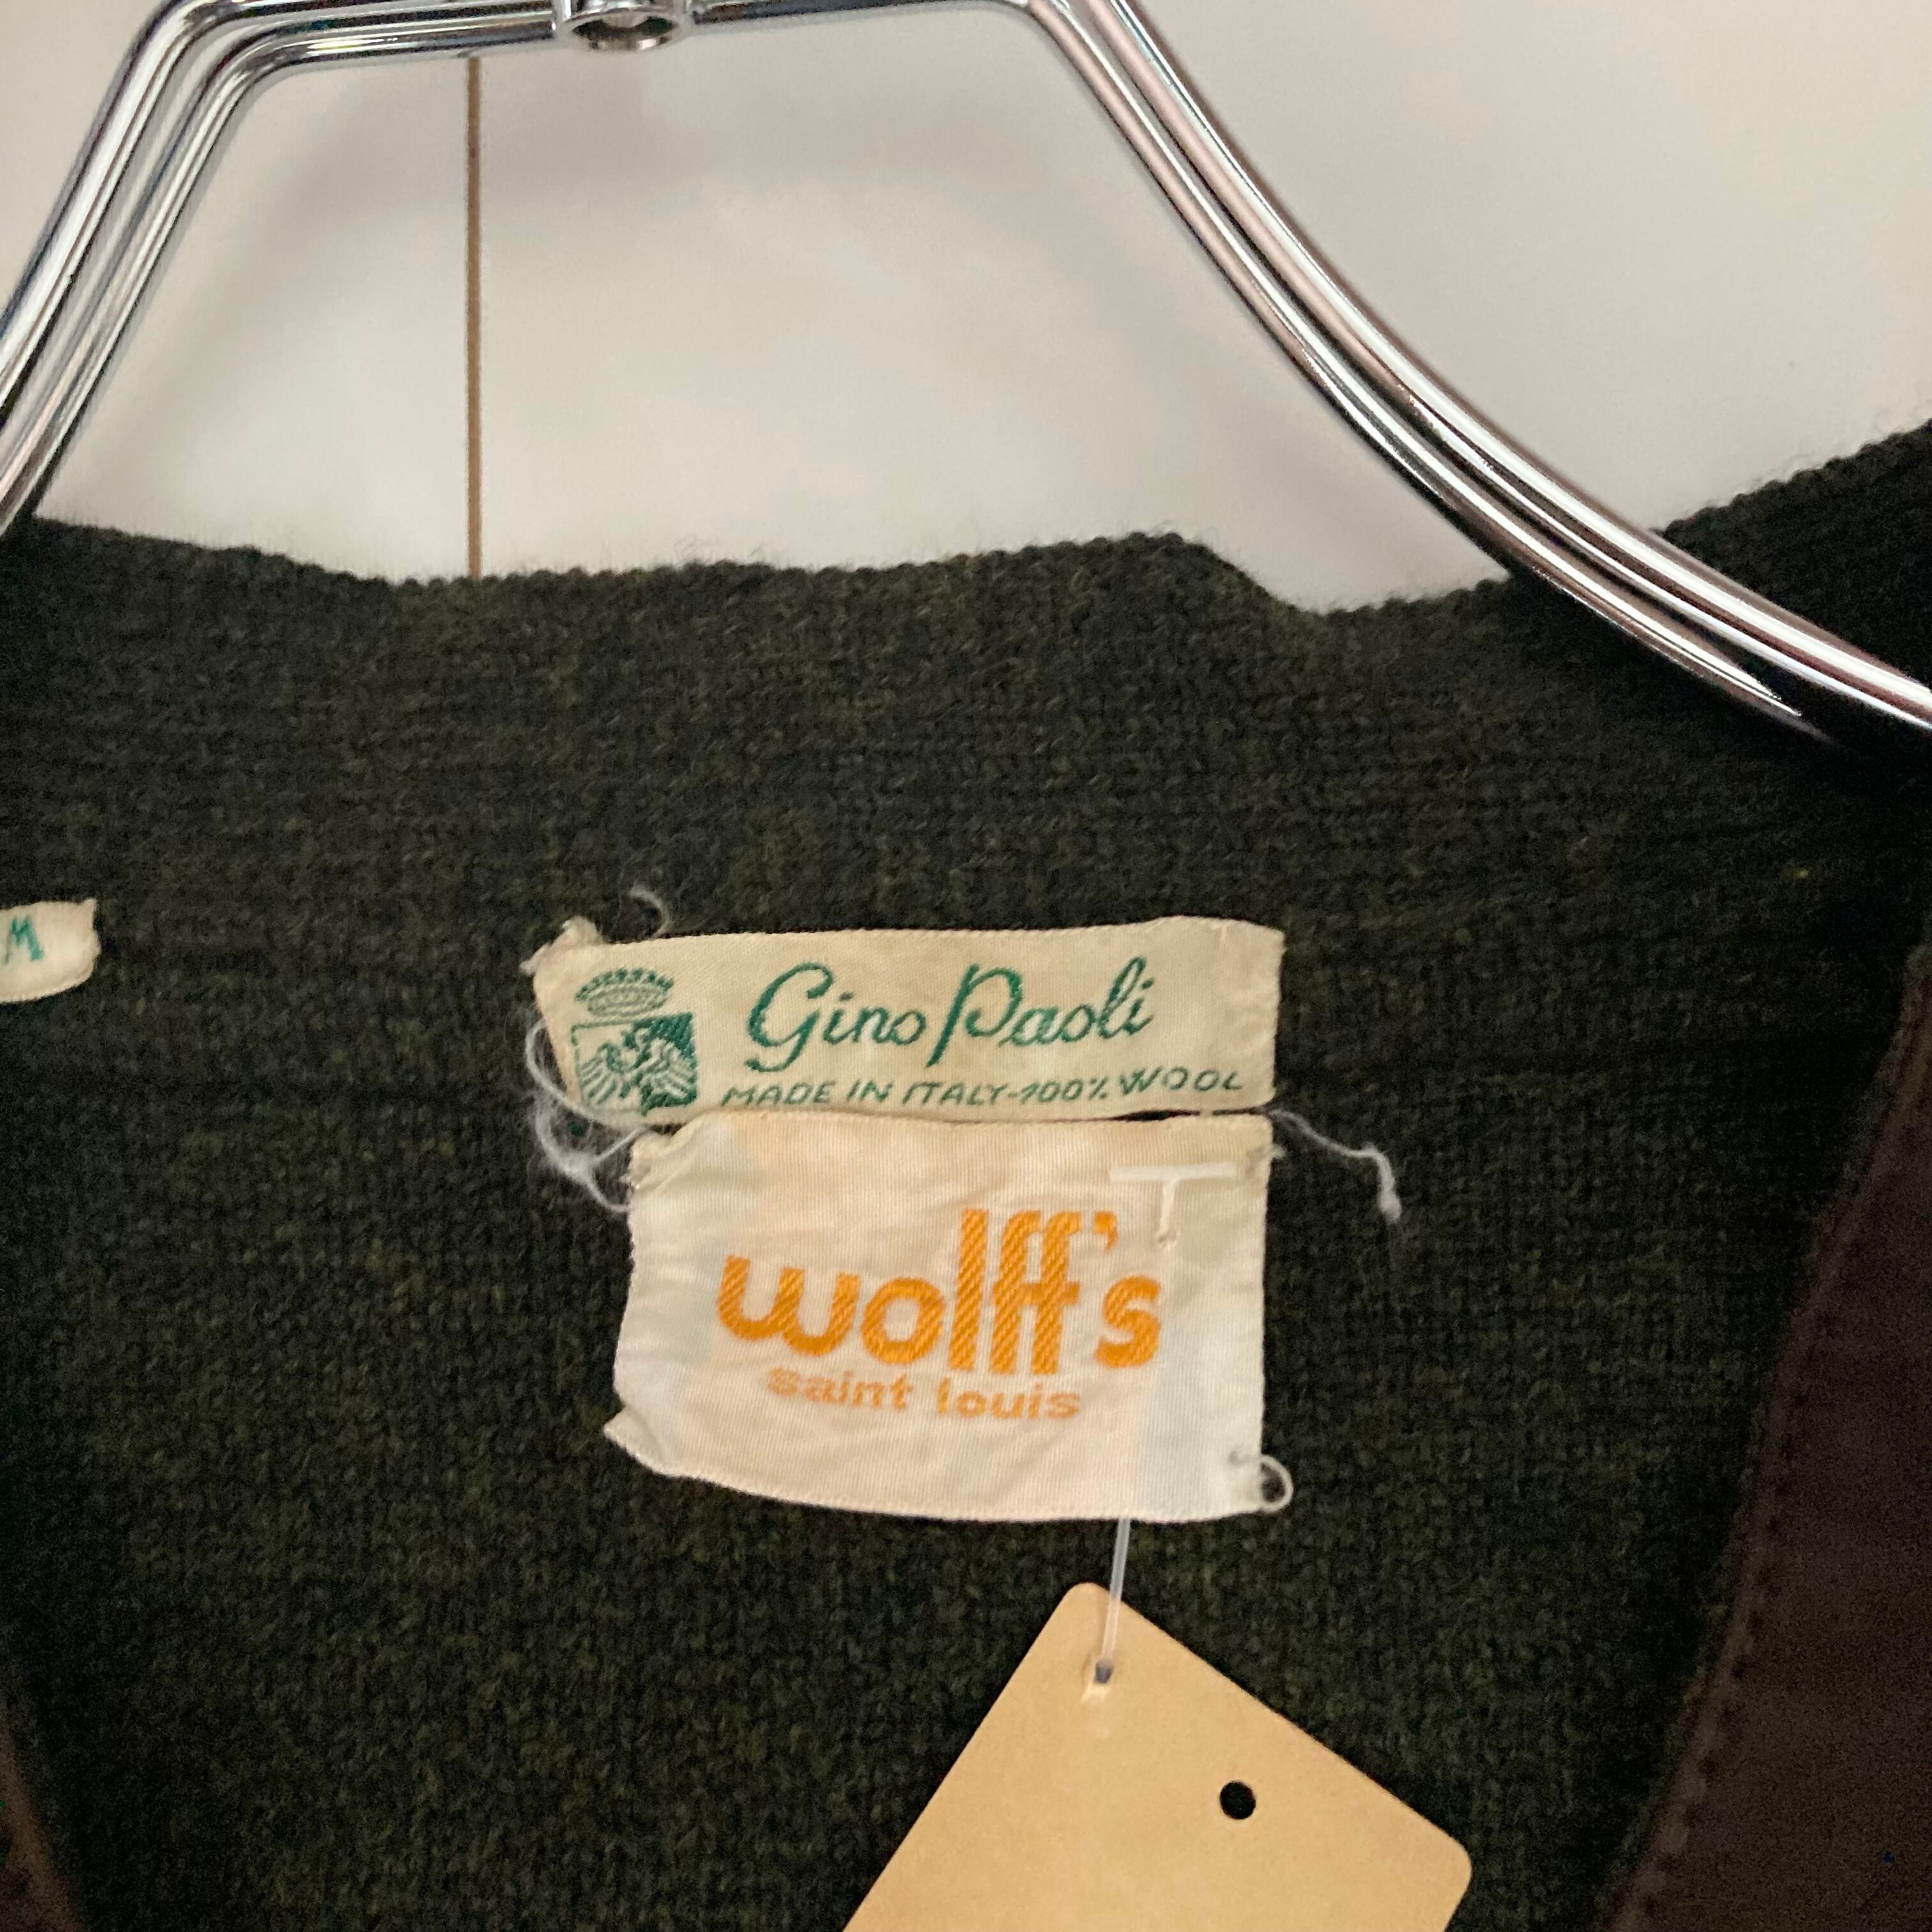 M
Gino Paoli
MADE IN ITALY-100% WOOL
wolff's
saint louis